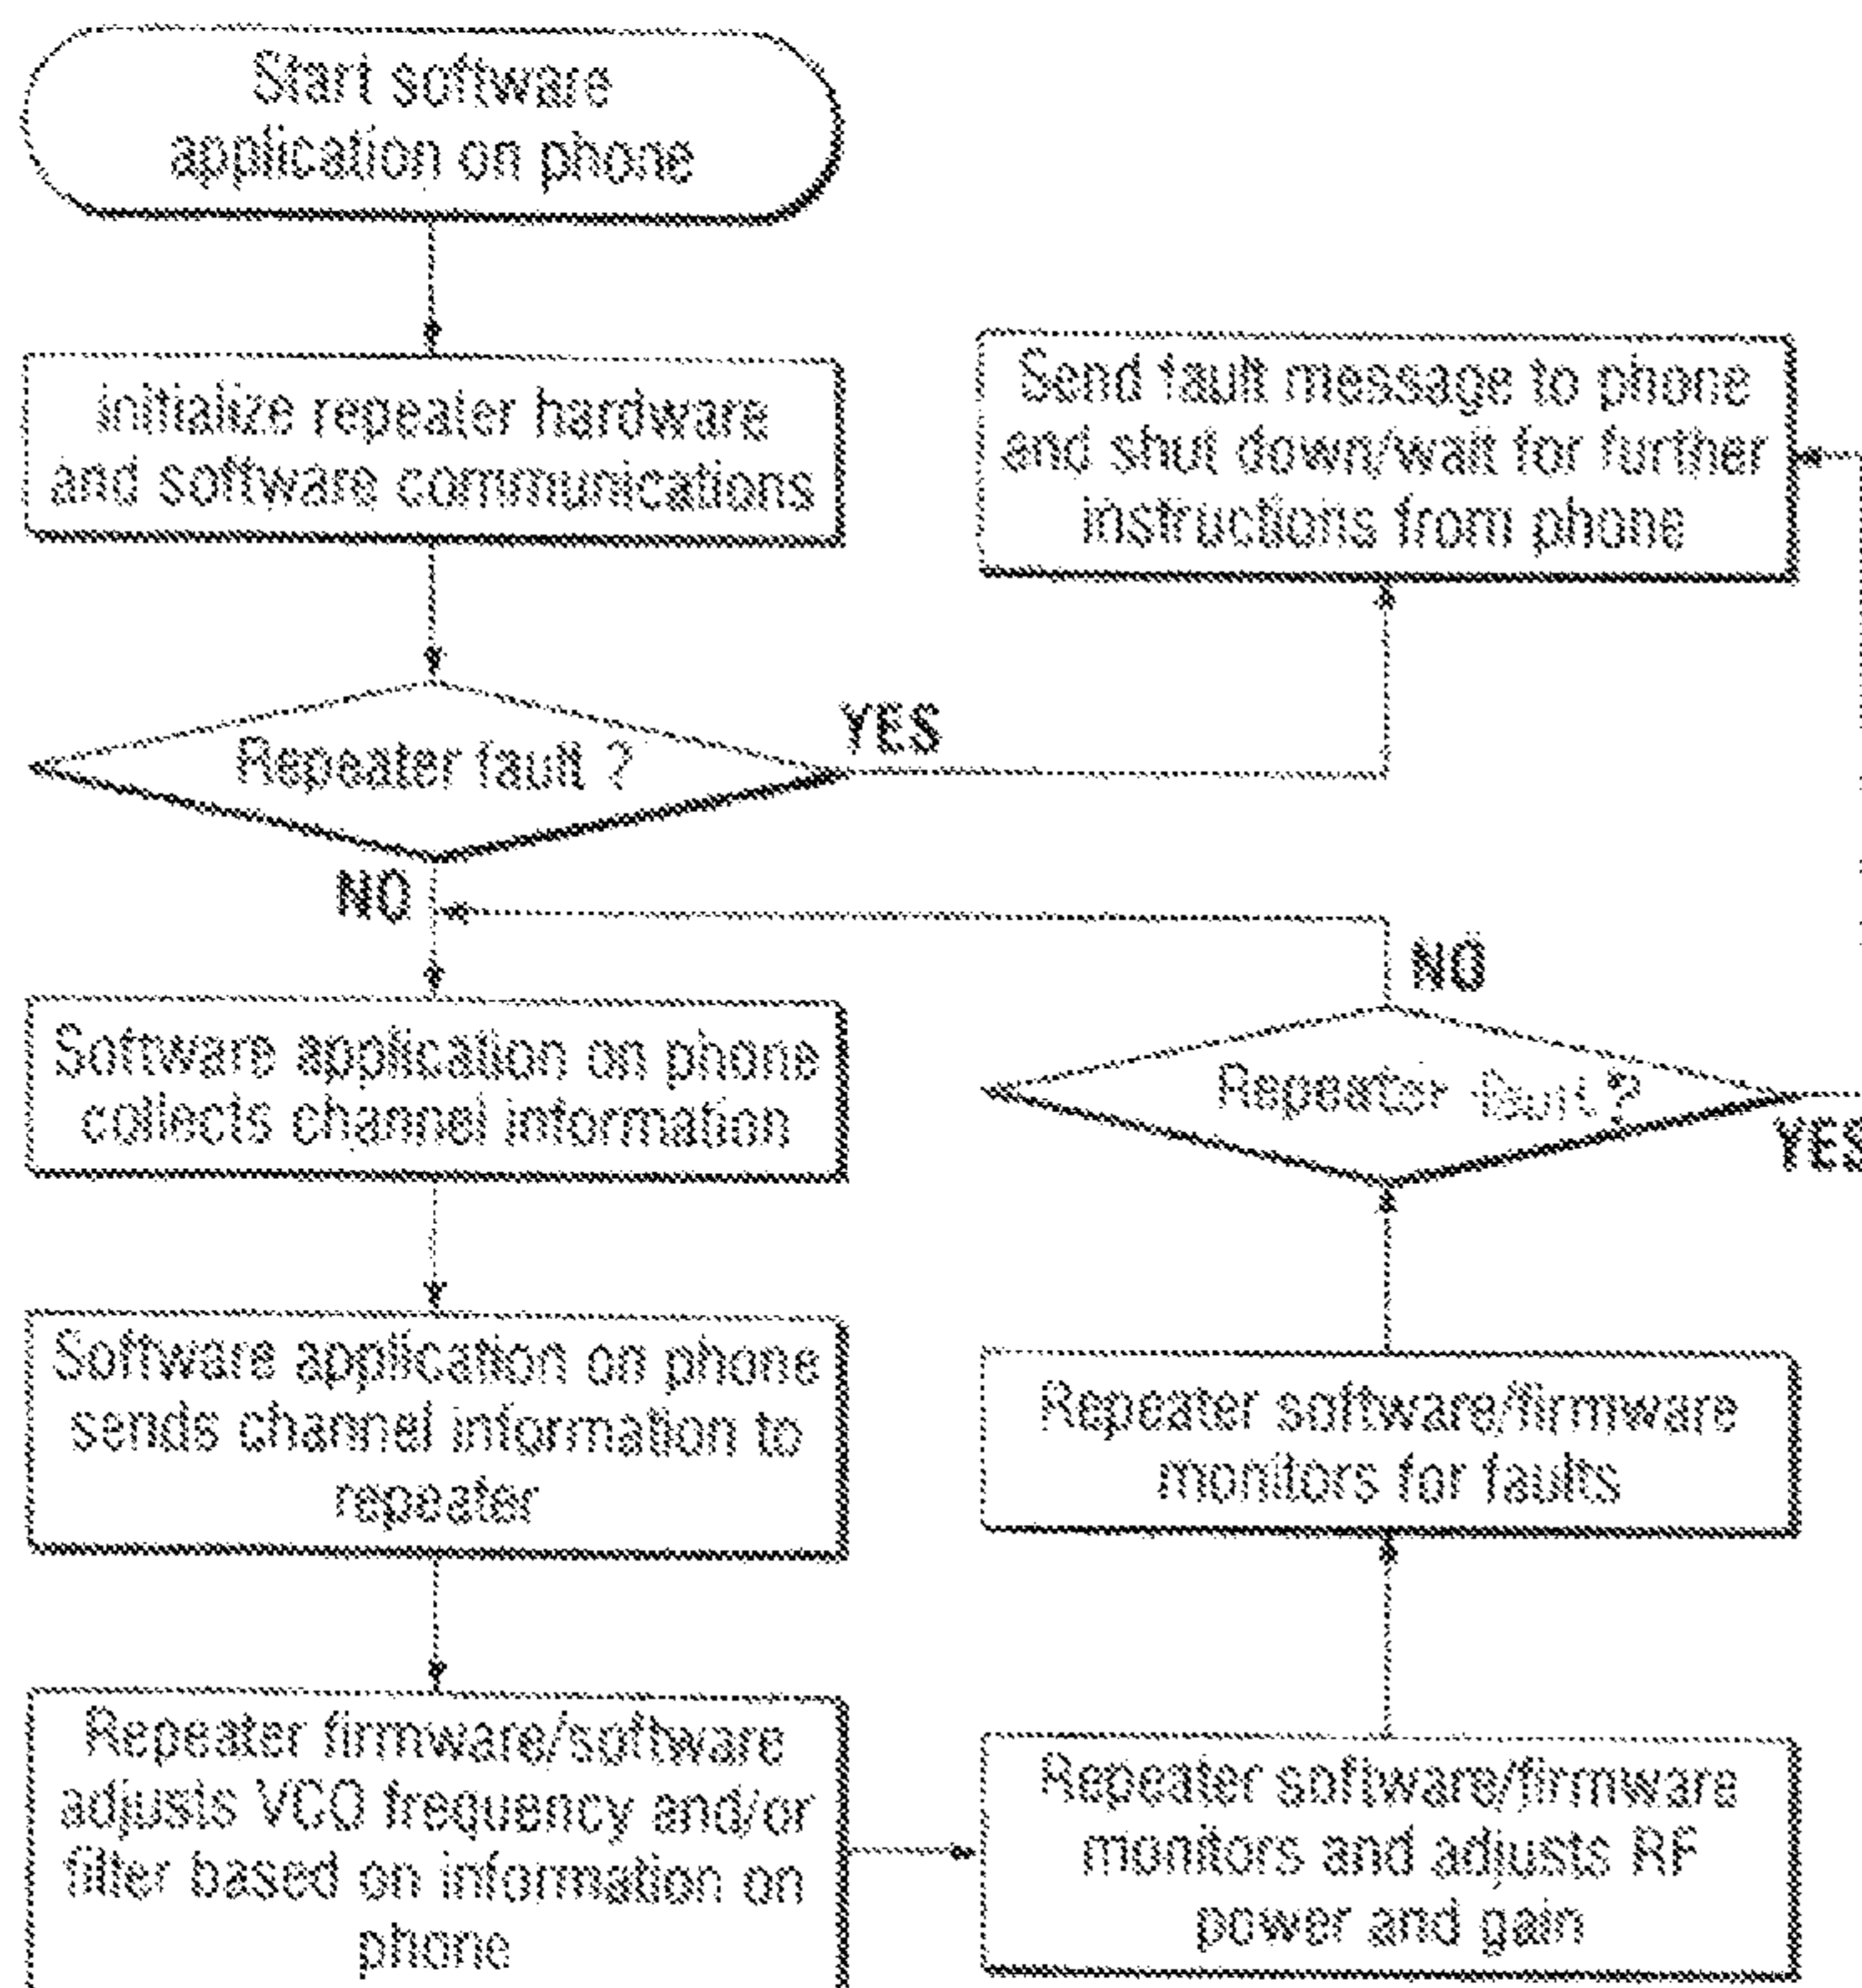 Start software
application on phone
initialize repeater hardware
and software communications
Send fault message to phone
and shut down/wait for further
instructions from phone
Repeater fault ?
YES
NO
Software application on phone
collects channel information
NO
Repeater fault ?
YES
Software application on phone
sends channel information to
repeater
Repeater software/firmware
monitors for faults
Repeater firmware/software
adjusts VCO frequency and/or
filter based on information on
phone
Repeater software/firmware
monitors and adjusts RF
power and gain